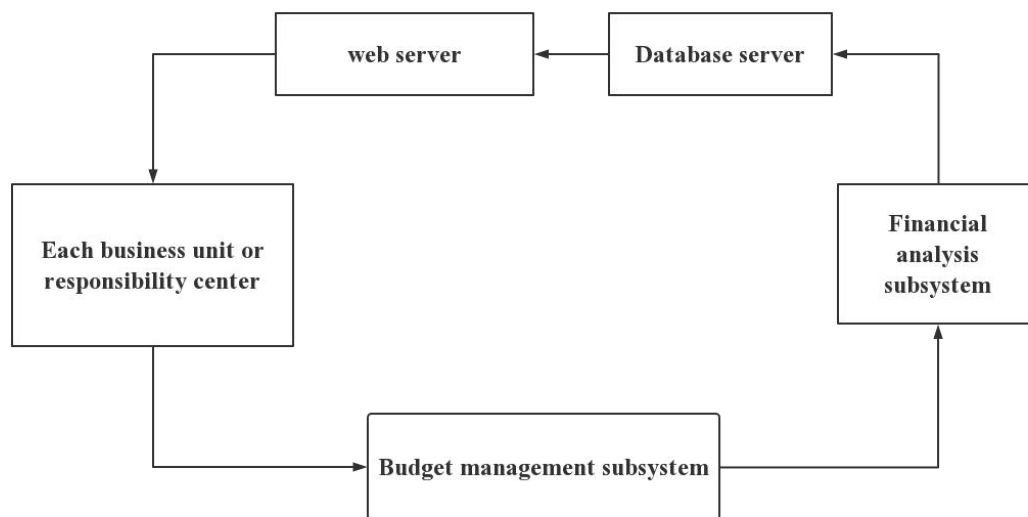 web server
Database server
Each business unit or
responsibility center
Financial
analysis
subsystem
Budget management subsystem